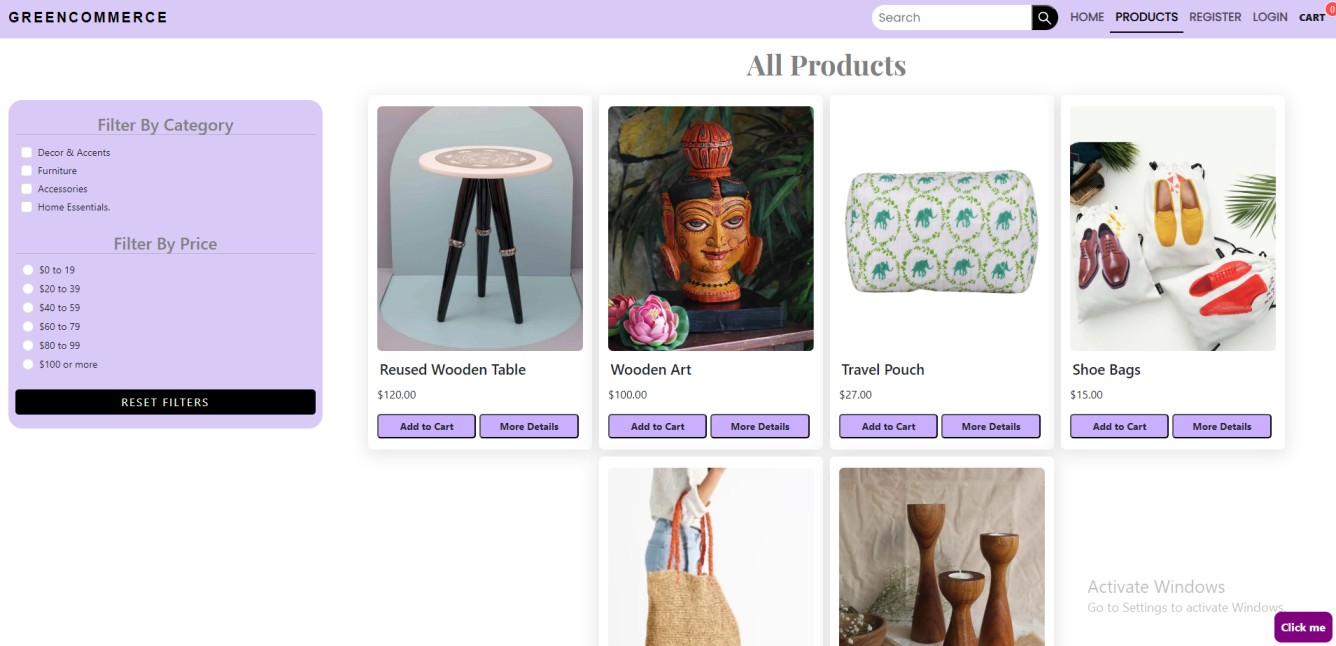 GREENCOMMERCE
Search
HOME PRODUCTS REGISTER LOGIN CART 0
All Products
Filter By Category
Decor & Accents
Furniture
Accessories
Home Essentials.
Filter By Price
$0 to 19
$20 to 39
$40 to 59
$60 to 79
$80 to 99
$100 or more
RESET FILTERS
Reused Wooden Table
$120.00
Add to Cart More Details
Wooden Art
$100.00
Add to Cart More Details
Travel Pouch
$27.00
Add to Cart More Details
Shoe Bags
$15.00
Add to Cart More Details
Activate Windows
Go to Settings to activate Windows.
Click me